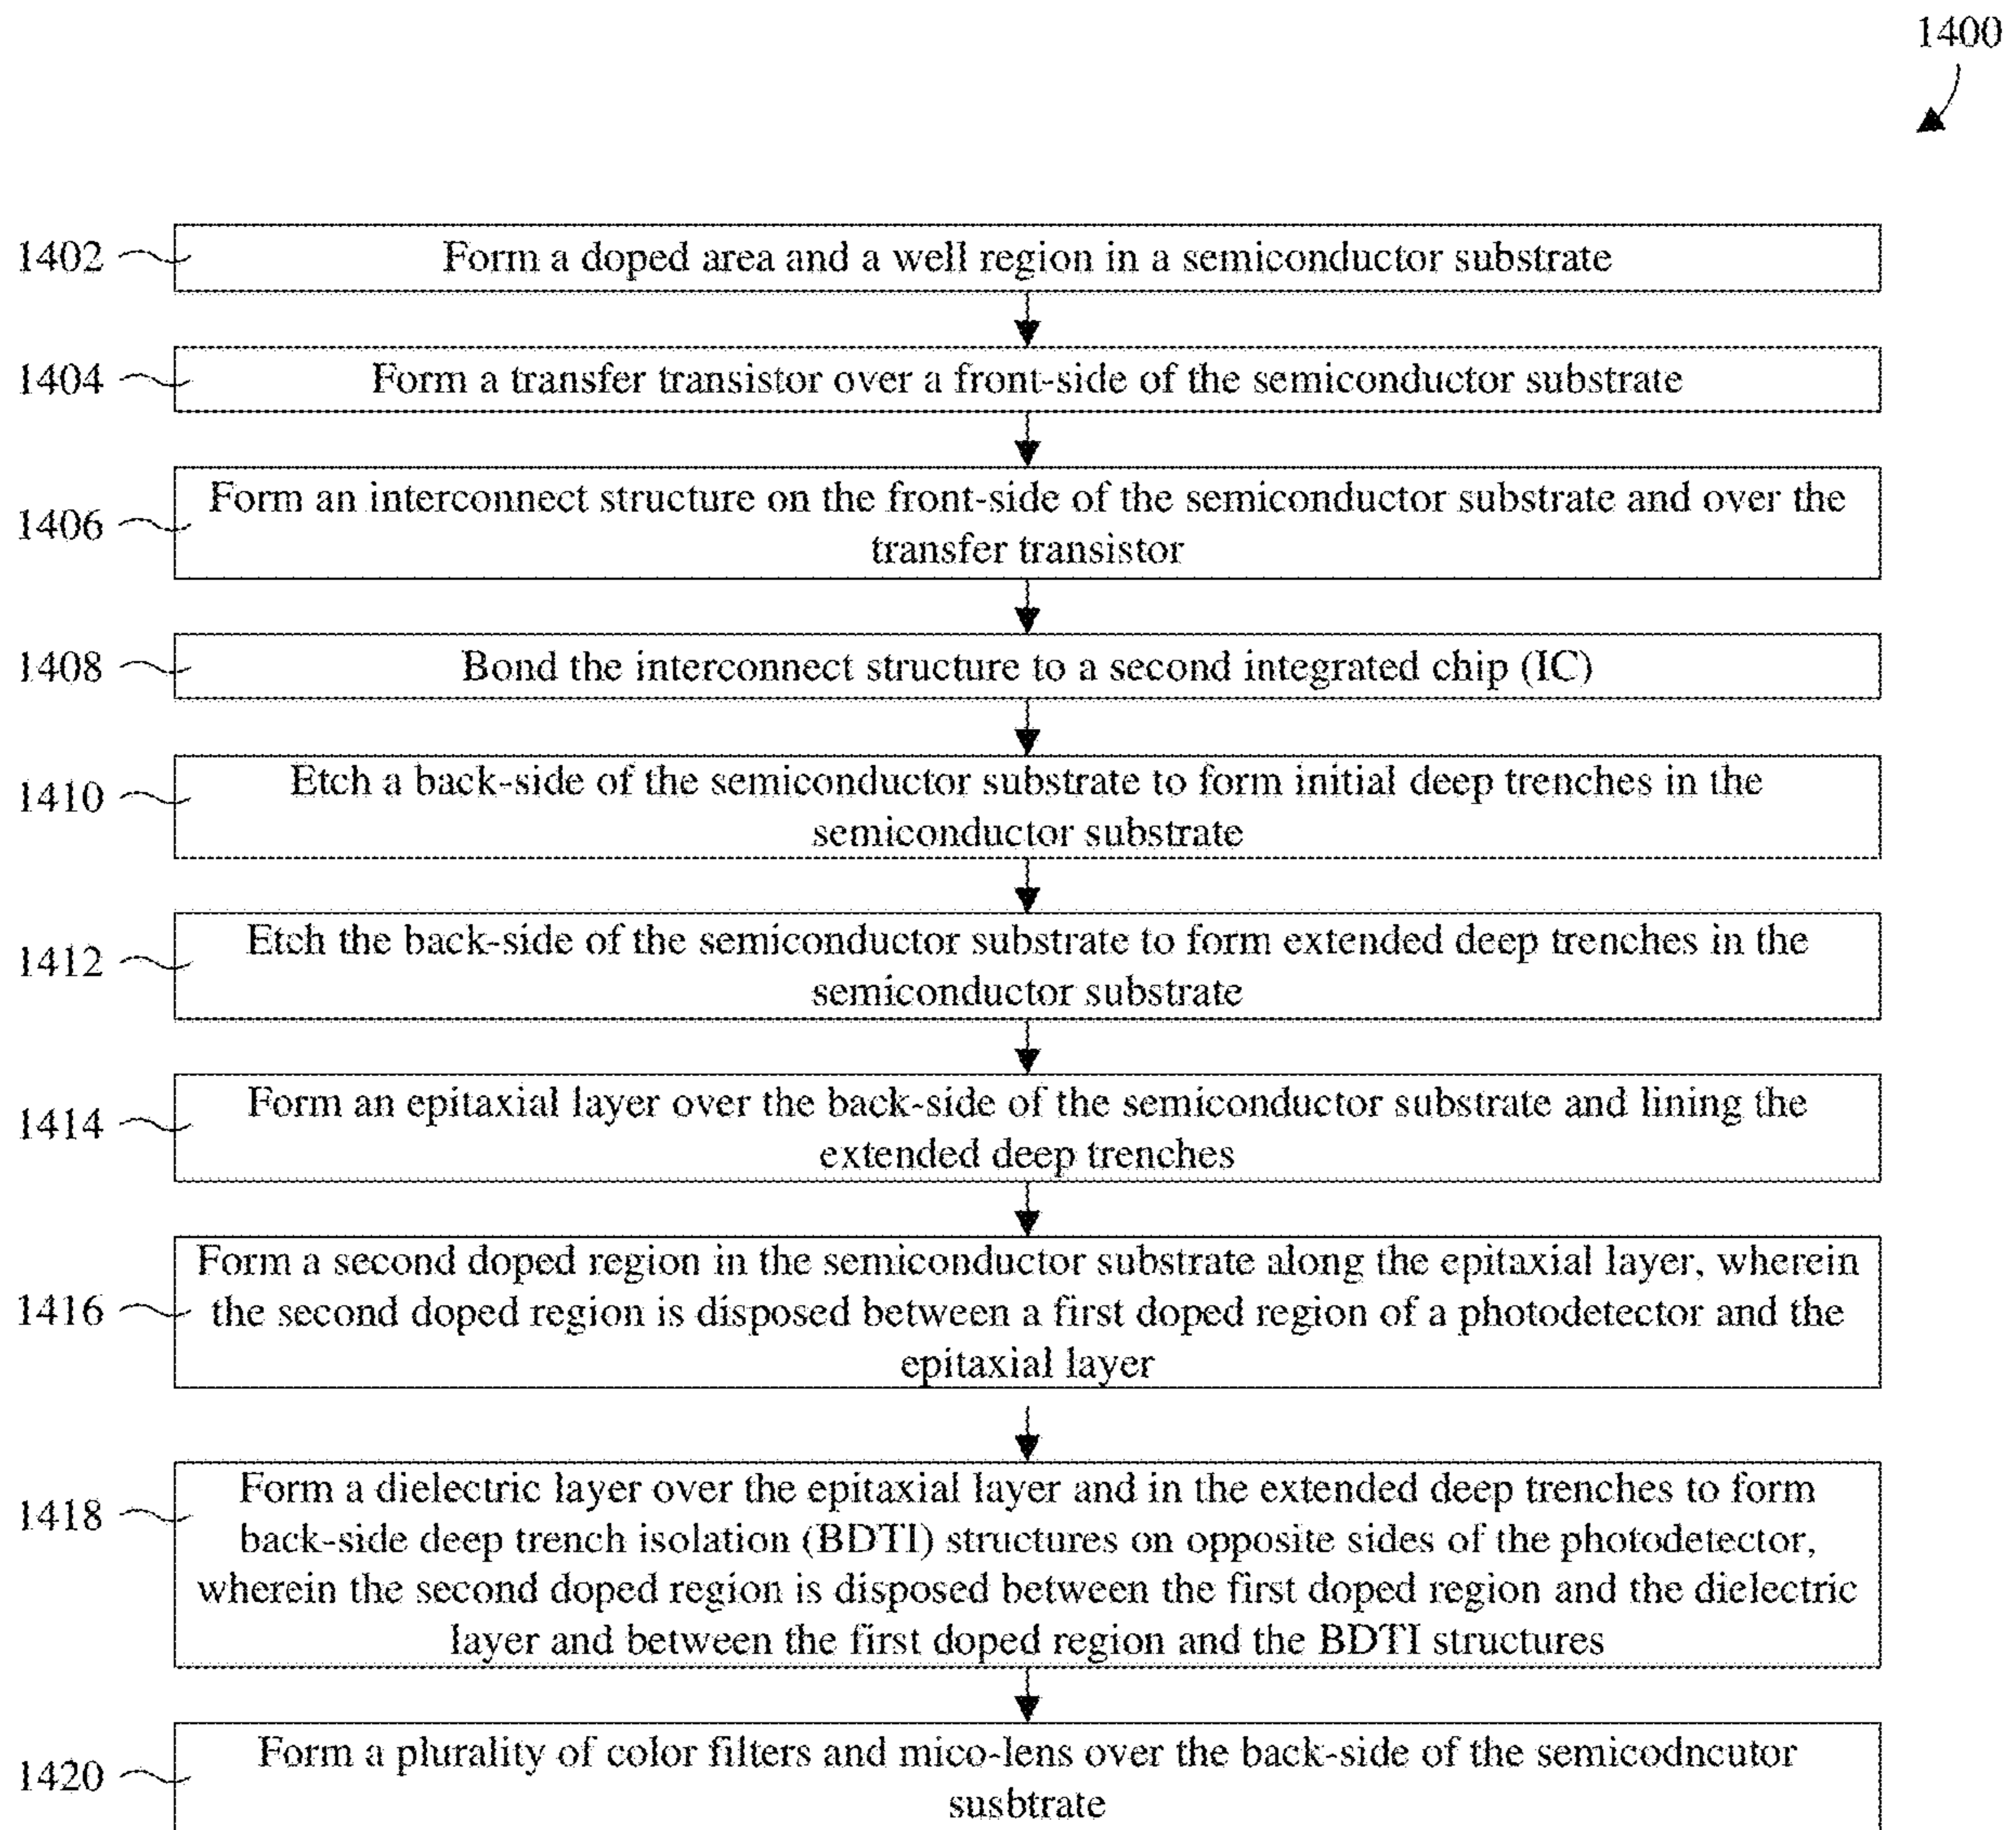 1400
1402
Form a doped area and a well region in a semiconductor substrate
1404
Form a transfer transistor over a front-side of the semiconductor substrate
1406
Form an interconnect structure on the front-side of the semiconductor substrate and over the
transfer transistor
1408
Bond the interconnect structure to a second integrated chip (IC)
1410
Etch a back-side of the semiconductor substrate to form initial deep trenches in the
semiconductor substrate
1412
Etch the back-side of the semiconductor substrate to form extended deep trenches in the
semiconductor substrate
1414
Form an epitaxial layer over the back-side of the semiconductor substrate and lining the
extended deep trenches
1416
Form a second doped region in the semiconductor substrate along the epitaxial layer, wherein
the second doped region is disposed between a first doped region of a photodetector and the
epitaxial layer
1418
Form a dielectric layer over the epitaxial layer and in the extended deep trenches to form
back-side deep trench isolation (BDTI) structures on opposite sides of the photodetector,
wherein the second doped region is disposed between the first doped region and the dielectric
layer and between the first doped region and the BDTI structures
1420
Form a plurality of color filters and mico-lens over the back-side of the semicodncutor
susbtrate